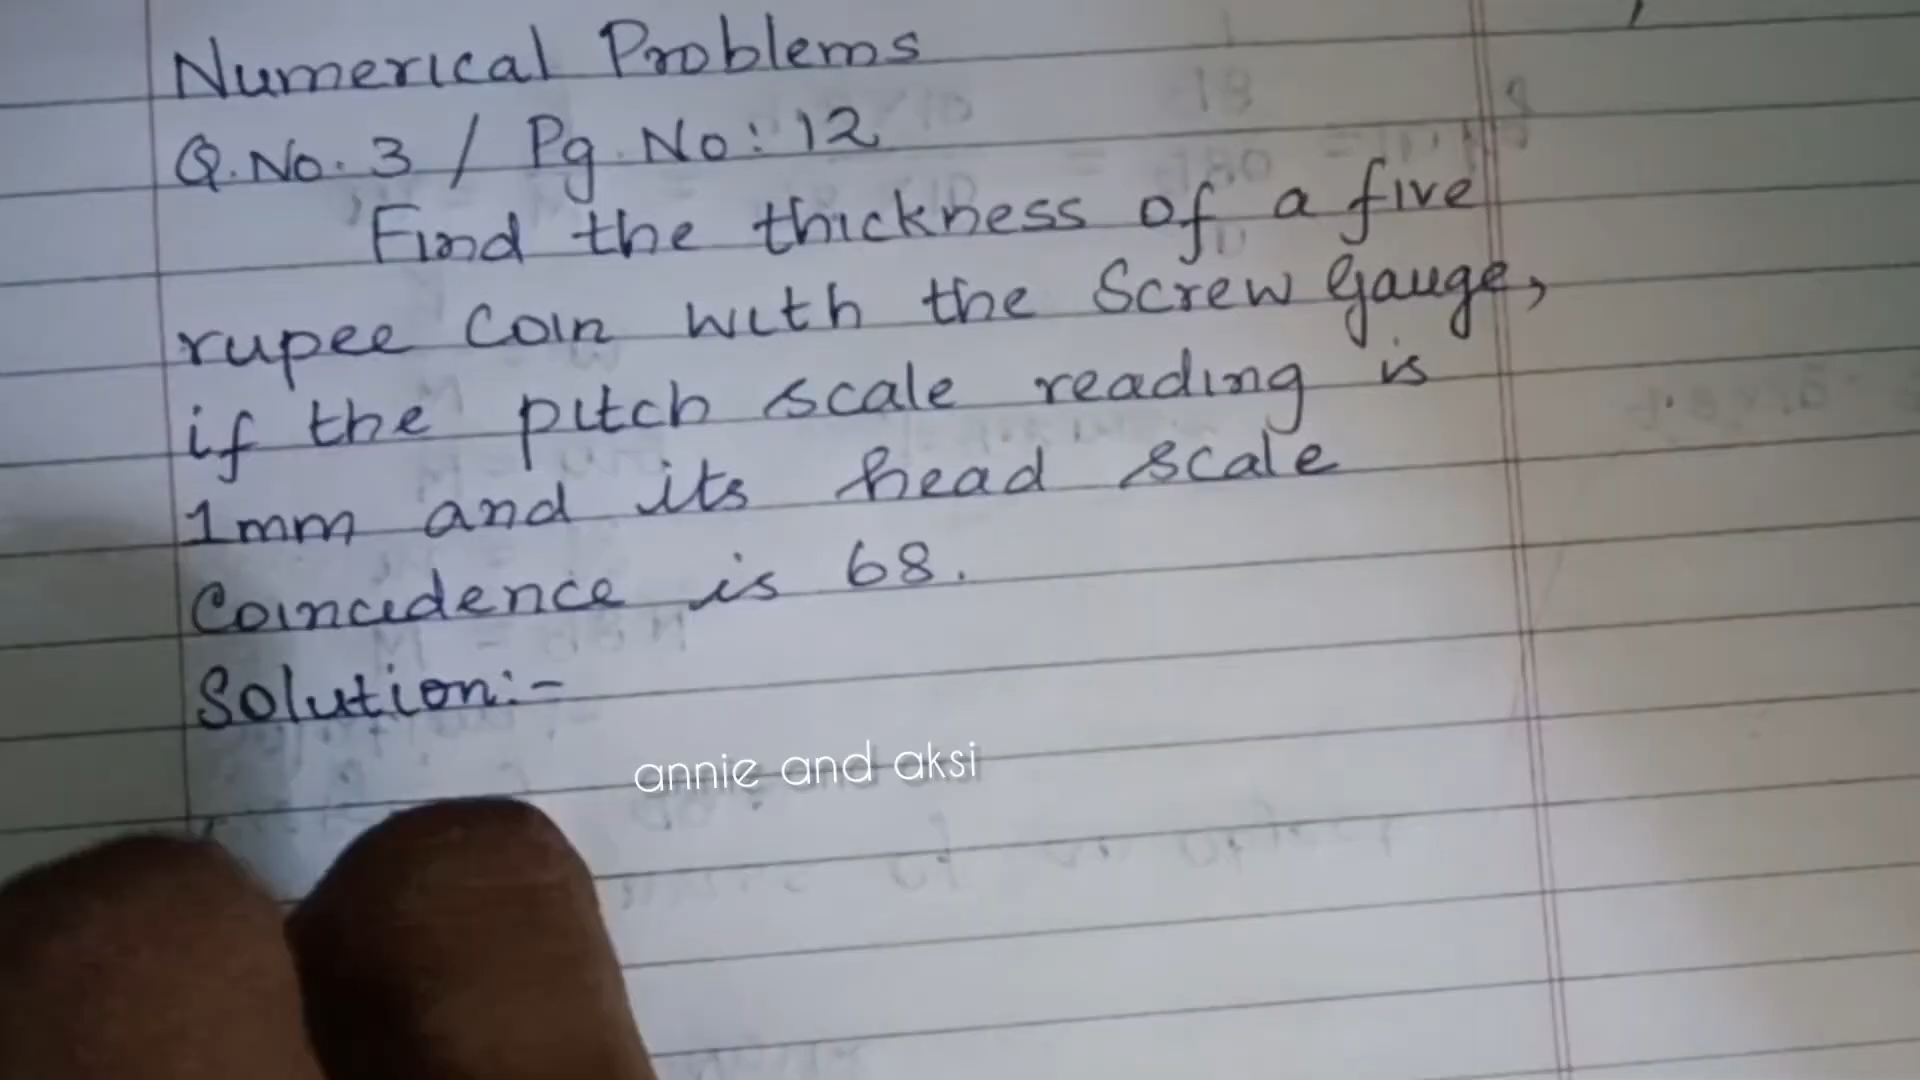 Numerical Problems
Q. No. 3 / Pg. No: 12
Find the thickness of a five
rupee coin with the Screw Gauge,
if the pitch scale reading is
1mm and its head scale
Coincidence is 68.
Solution:-
annie and aksi